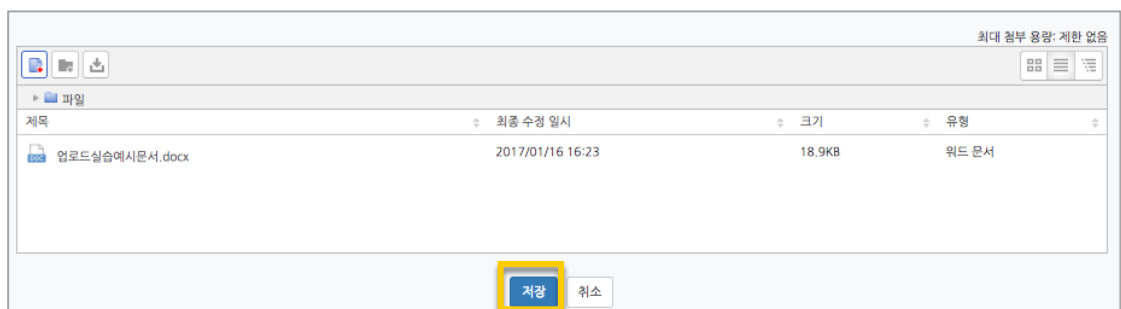 최대 첨부 용량: 제한 없음
파일
제목 최종 수정 일시 크기 유형
DOC 업로드실습예시문서.docx 2017/01/16 16:23 18.9KB 워드 문서
저장 취소